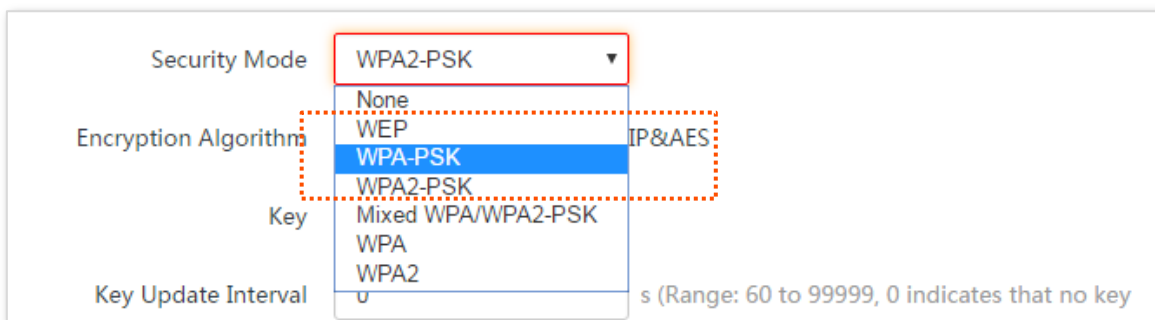 Security Mode WPA2-PSK
None
WEP
Encryption Algorithm IP&AES
WPA-PSK
WPA2-PSK
Key Mixed WPA/WPA2-PSK
WPA
WPA2
Key Update Interval 0 s (Range: 60 to 99999, 0 indicates that no key